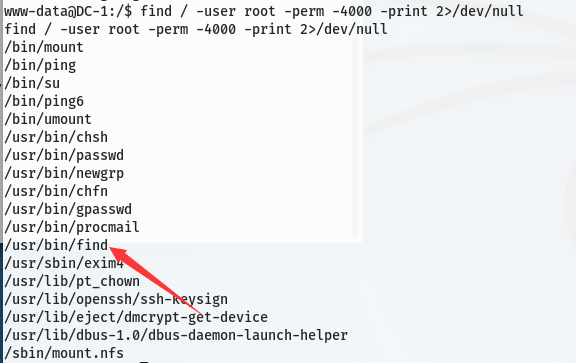 www-data@DC-1:/$ find / -user root -perm -4000 -print 2>/dev/null
find / -user root -perm -4000 -print 2>/dev/null
/bin/mount
/bin/ping
/bin/su
/bin/ping6
/bin/umount
/usr/bin/chsh
/usr/bin/passwd
/usr/bin/newgrp
/usr/bin/chfn
/usr/bin/gpasswd
/usr/bin/procmail
/usr/bin/find
/usr/sbin/exim4
/usr/lib/pt_chown
/usr/lib/openssh/ssh-keysign
/usr/lib/eject/dmcrypt-get-device
/usr/lib/dbus-1.0/dbus-daemon-launch-helper
/sbin/mount.nfs